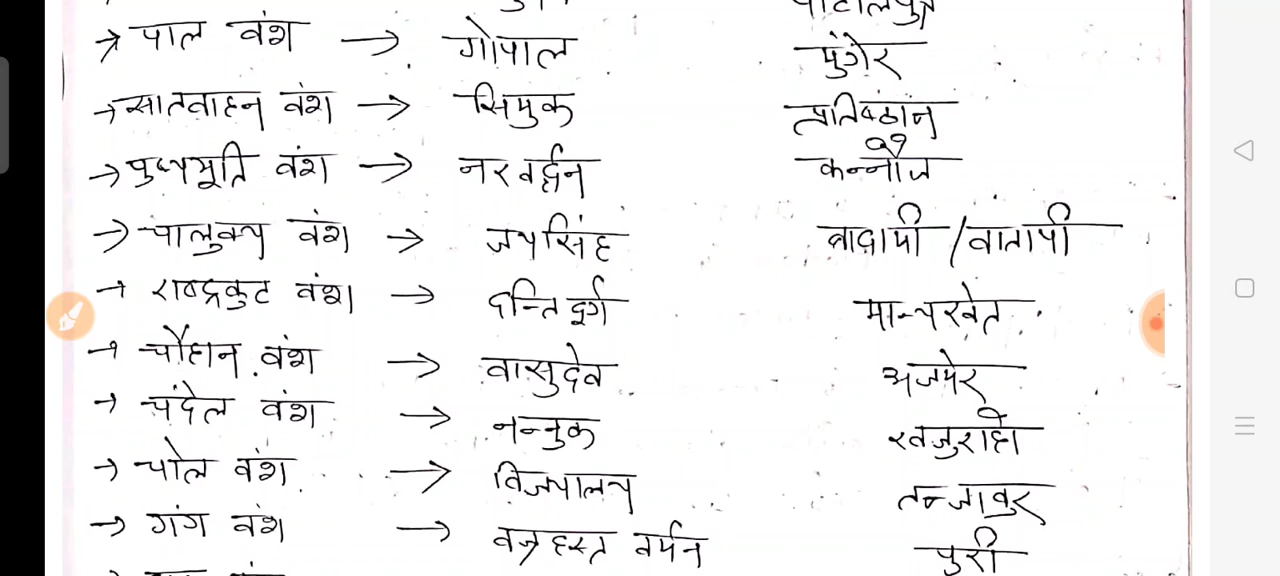 पाटलिपुत्र
→ पाल वंश → गोपाल मुंगेर
→ सातवाहन वंश → सिमुक प्रतिष्ठान
→ पुष्यभूति वंश → नरवर्द्धन कन्नौज
→ चालुक्य वंश → जयसिंह बादामी/वातापी
→ राष्ट्रकुट वंश → दन्तिदुर्ग मान्यखेत
→ चौहान वंश → वासुदेव अजमेर
→ चंदेल वंश → नन्नुक खजुराहो
→ चोल वंश → विजयालय तन्जावुर
→ गंग वंश → वज्रहस्त वर्मन पुरी